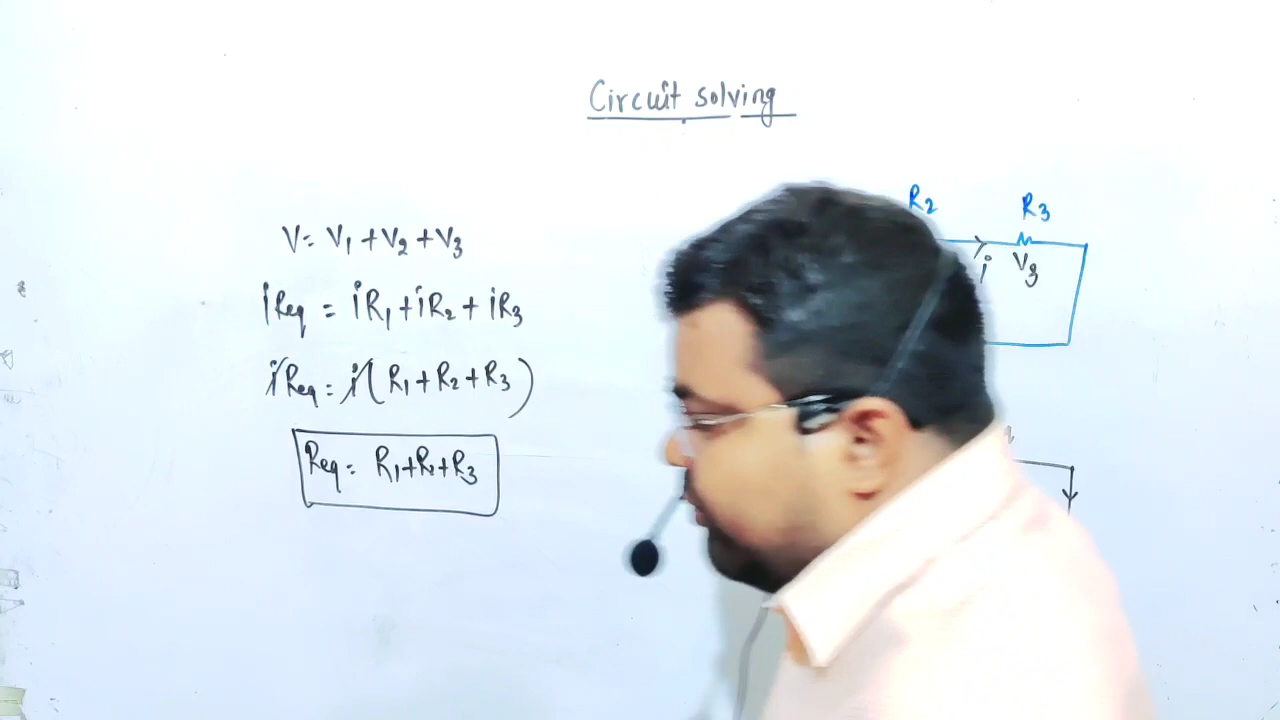 Circuit solving
V = V1 + V2 + V3
iReq = iR1 + iR2 + iR3
iReq = i(R1 + R2 + R3)
Req = R1 + R2 + R3
R2 R3
i V3